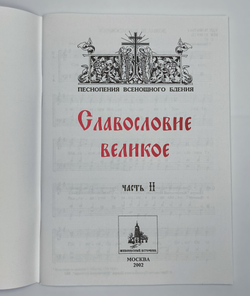 ПЕСНОПЕНИЯ ВСЕНОЩНОГО БДЕНИЯ
Славословие
великое
часть II
МОСКВА
2002